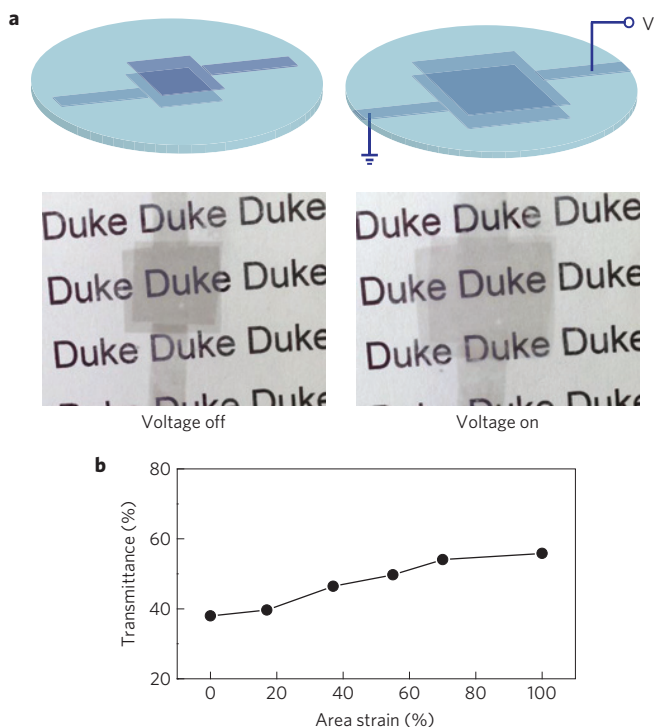 a
V
Duke Duke Duke
Duke Duke Duke
Duke Duke Duke
Duke Duke Duke
Duke Duke Duke
Duke Duke Duke
Voltage off
Voltage on
b
80
60
40
20
Transmittance (%)
0 20 40 60 80 100
Area strain (%)